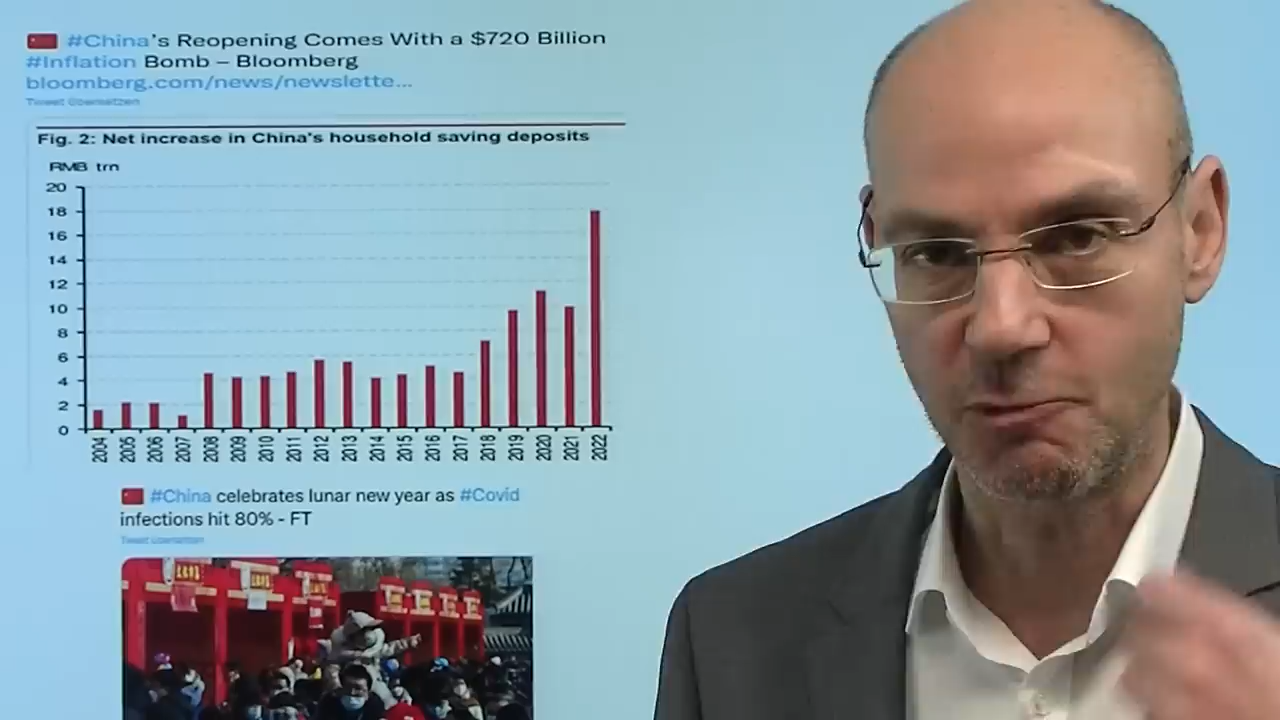 #China's Reopening Comes With a $720 Billion
#Inflation Bomb – Bloomberg
bloomberg.com/news/newslette...
Tweet übersetzen
Fig. 2: Net increase in China's household saving deposits
RMB trn
20
18
16
14
12
10
8
6
4
2
0
2004 2005 2006 2007 2008 2009 2010 2011 2012 2013 2014 2015 2016 2017 2018 2019 2020 2021 2022
#China celebrates lunar new year as #Covid
infections hit 80% - FT
Tweet übersetzen